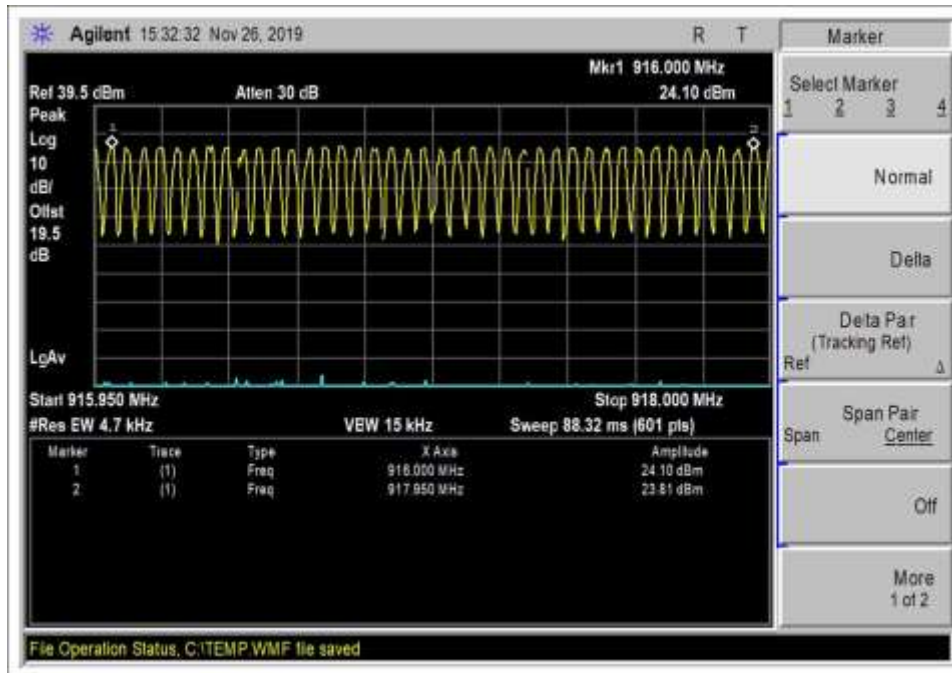 Agilent 15:32:32 Nov 26, 2019 R T Marker
Mkr1 916.000 MHz
Ref 39.5 dBm Atten 30 dB 24.10 dBm
Select Marker
1 2 3 4
Peak
Log
10
dB/
Offst
19.5
dB
1
2
Normal
Delta
Delta Pair
(Tracking Ref)
Ref Δ
LgAv
Start 915.950 MHz Stop 918.000 MHz
#Res BW 4.7 kHz VBW 15 kHz Sweep 88.32 ms (601 pts)
Span Pair
Span Center
Marker Trace Type X Axis Amplitude
1 (1) Freq 916.000 MHz 24.10 dBm
2 (1) Freq 917.950 MHz 23.81 dBm
Off
More
1 of 2
File Operation Status, C:\TEMP.WMF file saved